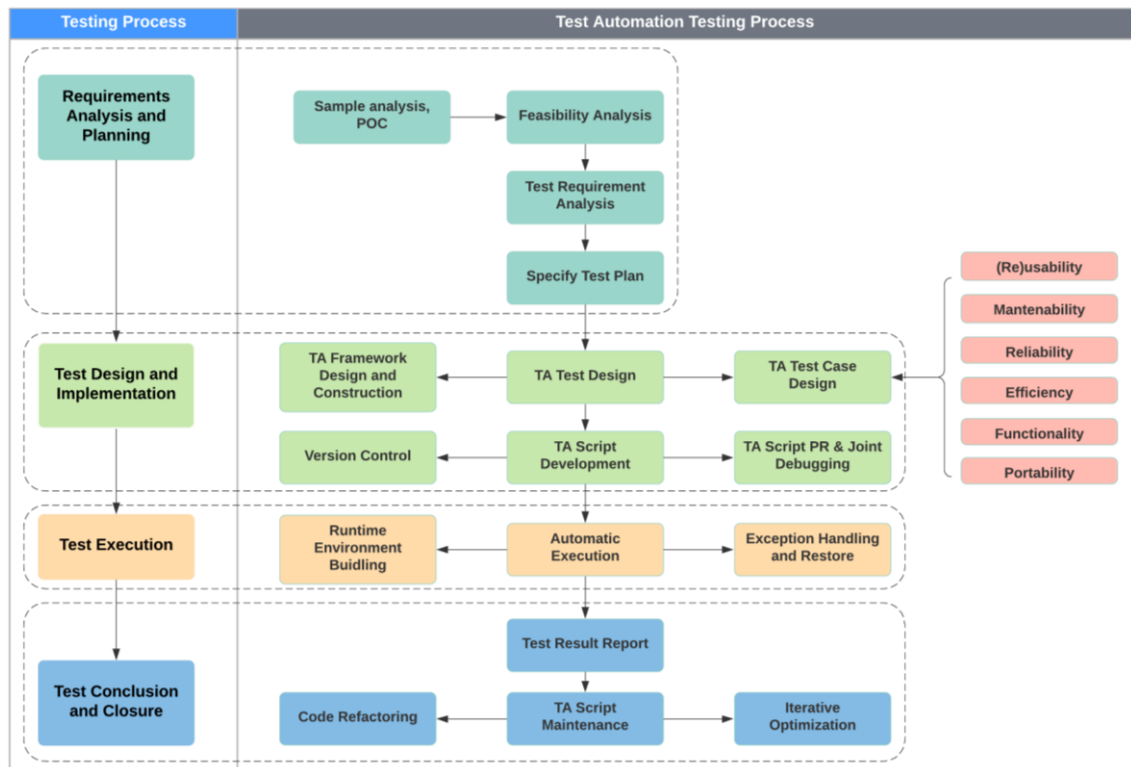 Testing Process
Test Automation Testing Process
Requirements
Analysis and
Planning
Sample analysis,
POC
Feasibility Analysis
Test Requirement
Analysis
Specify Test Plan
(Re)usability
Mantenability
Reliability
Efficiency
Functionality
Portability
Test Design and
Implementation
TA Framework
Design and
Construction
TA Test Design
TA Test Case
Design
Version Control
TA Script
Development
TA Script PR & Joint
Debugging
Test Execution
Runtime
Environment
Buidling
Automatic
Execution
Exception Handling
and Restore
Test Conclusion
and Closure
Test Result Report
Code Refactoring
TA Script
Maintenance
Iterative
Optimization